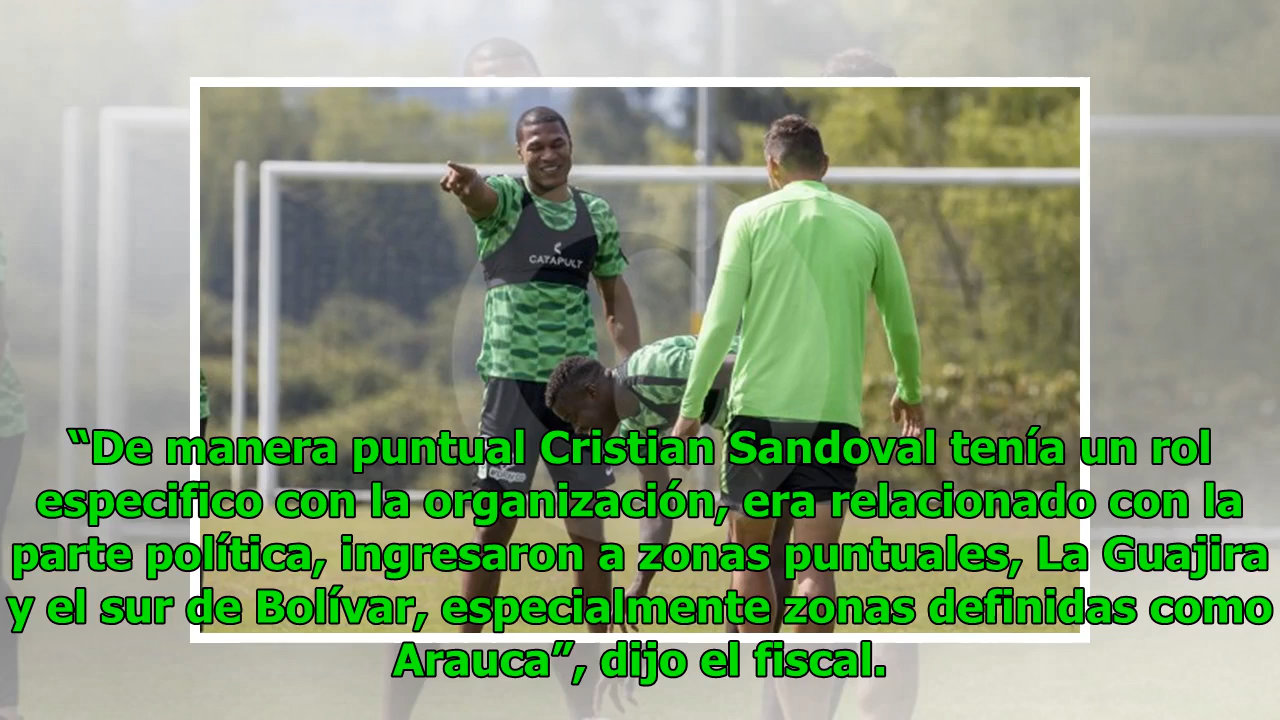 CATAPULT
“De manera puntual Cristian Sandoval tenía un rol
especifico con la organización, era relacionado con la
parte política, ingresaron a zonas puntuales, La Guajira
y el sur de Bolívar, especialmente zonas definidas como
Arauca”, dijo el fiscal.